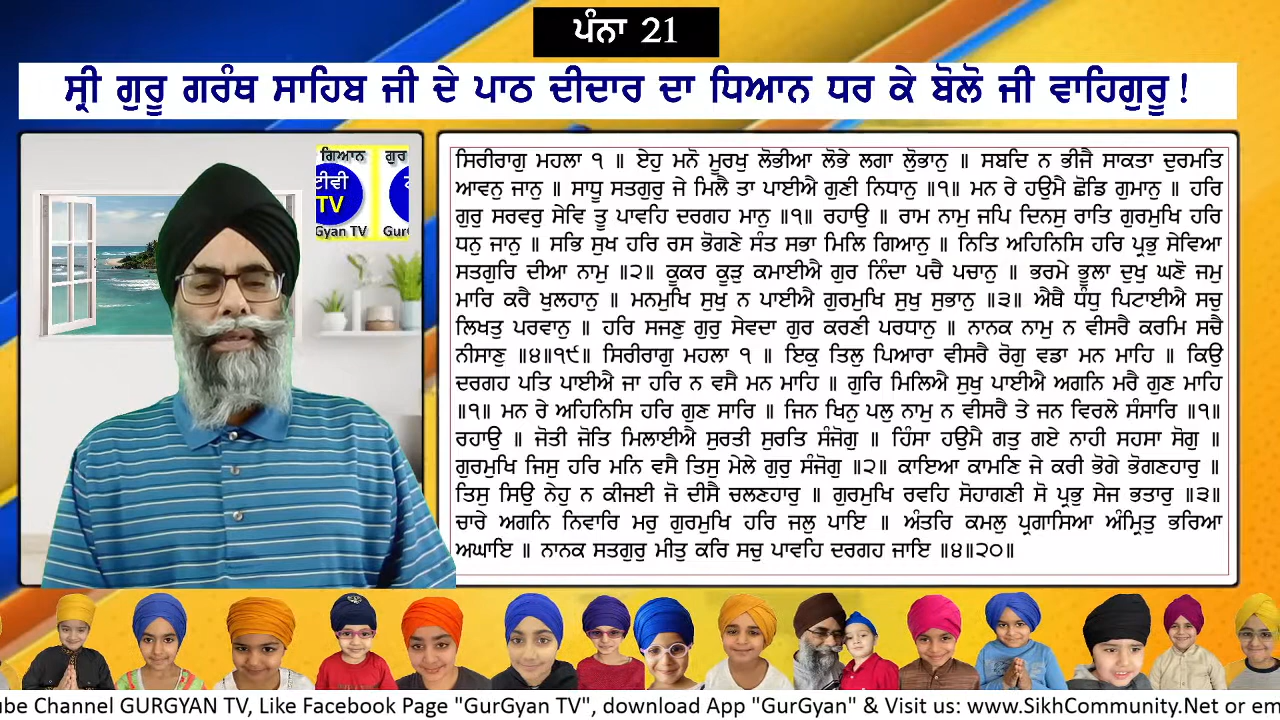 ਪੰਨਾ 21
ਸ੍ਰੀ ਗੁਰੂ ਗਰੰਥ ਸਾਹਿਬ ਜੀ ਦੇ ਪਾਠ ਦੀਦਾਰ ਦਾ ਧਿਆਨ ਧਰ ਕੇ ਬੋਲੋ ਜੀ ਵਾਹਿਗੁਰੂ!
ਗਿਆਨ ਗੁਰ
ਟੀਵੀ
TV
Gyan TV Gur
ਸਿਰੀਰਾਗੁ ਮਹਲਾ ੧ ॥ ਏਹੁ ਮਨੋ ਮੂਰਖੁ ਲੋਭੀਆ ਲੋਭੇ ਲਗਾ ਲੋੁਭਾਨੁ ॥ ਸਬਦਿ ਨ ਭੀਜੈ ਸਾਕਤਾ ਦੁਰਮਤਿ
ਆਵਨੁ ਜਾਨੁ ॥ ਸਾਧੂ ਸਤਗੁਰੁ ਜੇ ਮਿਲੈ ਤਾ ਪਾਈਐ ਗੁਣੀ ਨਿਧਾਨੁ ॥੧॥ ਮਨ ਰੇ ਹਉਮੈ ਛੋਡਿ ਗੁਮਾਨੁ ॥ ਹਰਿ
ਗੁਰੁ ਸਰਵਰੁ ਸੇਵਿ ਤੂ ਪਾਵਹਿ ਦਰਗਹ ਮਾਨੁ ॥੧॥ ਰਹਾਉ ॥ ਰਾਮ ਨਾਮੁ ਜਪਿ ਦਿਨਸੁ ਰਾਤਿ ਗੁਰਮੁਖਿ ਹਰਿ
ਧਨੁ ਜਾਨੁ ॥ ਸਭਿ ਸੁਖ ਹਰਿ ਰਸ ਭੋਗਣੇ ਸੰਤ ਸਭਾ ਮਿਲਿ ਗਿਆਨੁ ॥ ਨਿਤਿ ਅਹਿਨਿਸਿ ਹਰਿ ਪ੍ਰਭੁ ਸੇਵਿਆ
ਸਤਗੁਰਿ ਦੀਆ ਨਾਮੁ ॥੨॥ ਕੂਕਰ ਕੂੜੁ ਕਮਾਈਐ ਗੁਰ ਨਿੰਦਾ ਪਚੈ ਪਚਾਨੁ ॥ ਭਰਮੇ ਭੂਲਾ ਦੁਖੁ ਘਣੋ ਜਮੁ
ਮਾਰਿ ਕਰੈ ਖੁਲਹਾਨੁ ॥ ਮਨਮੁਖਿ ਸੁਖੁ ਨ ਪਾਈਐ ਗੁਰਮੁਖਿ ਸੁਖੁ ਸੁਭਾਨੁ ॥੩॥ ਐਥੈ ਧੰਧੁ ਪਿਟਾਈਐ ਸਚੁ
ਲਿਖਤੁ ਪਰਵਾਨੁ ॥ ਹਰਿ ਸਜਣੁ ਗੁਰੁ ਸੇਵਦਾ ਗੁਰ ਕਰਣੀ ਪਰਧਾਨੁ ॥ ਨਾਨਕ ਨਾਮੁ ਨ ਵੀਸਰੈ ਕਰਮਿ ਸਚੈ
ਨੀਸਾਣੁ ॥੪॥੧੯॥ ਸਿਰੀਰਾਗੁ ਮਹਲਾ ੧ ॥ ਇਕੁ ਤਿਲੁ ਪਿਆਰਾ ਵੀਸਰੈ ਰੋਗੁ ਵਡਾ ਮਨ ਮਾਹਿ ॥ ਕਿਉ
ਦਰਗਹ ਪਤਿ ਪਾਈਐ ਜਾ ਹਰਿ ਨ ਵਸੈ ਮਨ ਮਾਹਿ ॥ ਗੁਰਿ ਮਿਲਿਐ ਸੁਖੁ ਪਾਈਐ ਅਗਨਿ ਮਰੈ ਗੁਣ ਮਾਹਿ
॥੧॥ ਮਨ ਰੇ ਅਹਿਨਿਸਿ ਹਰਿ ਗੁਣ ਸਾਰਿ ॥ ਜਿਨ ਖਿਨੁ ਪਲੁ ਨਾਮੁ ਨ ਵੀਸਰੈ ਤੇ ਜਨ ਵਿਰਲੇ ਸੰਸਾਰਿ ॥੧॥
ਰਹਾਉ ॥ ਜੋਤੀ ਜੋਤਿ ਮਿਲਾਈਐ ਸੁਰਤੀ ਸੁਰਤਿ ਸੰਜੋਗੁ ॥ ਹਿੰਸਾ ਹਉਮੈ ਗਤੁ ਗਏ ਨਾਹੀ ਸਹਸਾ ਸੋਗੁ ॥
ਗੁਰਮੁਖਿ ਜਿਸੁ ਹਰਿ ਮਨਿ ਵਸੈ ਤਿਸੁ ਮੇਲੇ ਗੁਰੁ ਸੰਜੋਗੁ ॥੨॥ ਕਾਇਆ ਕਾਮਣਿ ਜੇ ਕਰੀ ਭੋਗੇ ਭੋਗਣਹਾਰੁ ॥
ਤਿਸੁ ਸਿਉ ਨੇਹੁ ਨ ਕੀਜਈ ਜੋ ਦੀਸੈ ਚਲਣਹਾਰੁ ॥ ਗੁਰਮੁਖਿ ਰਵਹਿ ਸੋਹਾਗਣੀ ਸੋ ਪ੍ਰਭੁ ਸੇਜ ਭਤਾਰੁ ॥੩॥
ਚਾਰੇ ਅਗਨਿ ਨਿਵਾਰਿ ਮਰੁ ਗੁਰਮੁਖਿ ਹਰਿ ਜਲੁ ਪਾਇ ॥ ਅੰਤਰਿ ਕਮਲੁ ਪ੍ਰਗਾਸਿਆ ਅੰਮ੍ਰਿਤੁ ਭਰਿਆ
ਅਘਾਇ ॥ ਨਾਨਕ ਸਤਗੁਰੁ ਮੀਤੁ ਕਰਿ ਸਚੁ ਪਾਵਹਿ ਦਰਗਹ ਜਾਇ ॥੪॥੨੦॥
ube Channel GURGYAN TV, Like Facebook Page "GurGyan TV", download App "GurGyan" & Visit us: www.SikhCommunity.Net or em